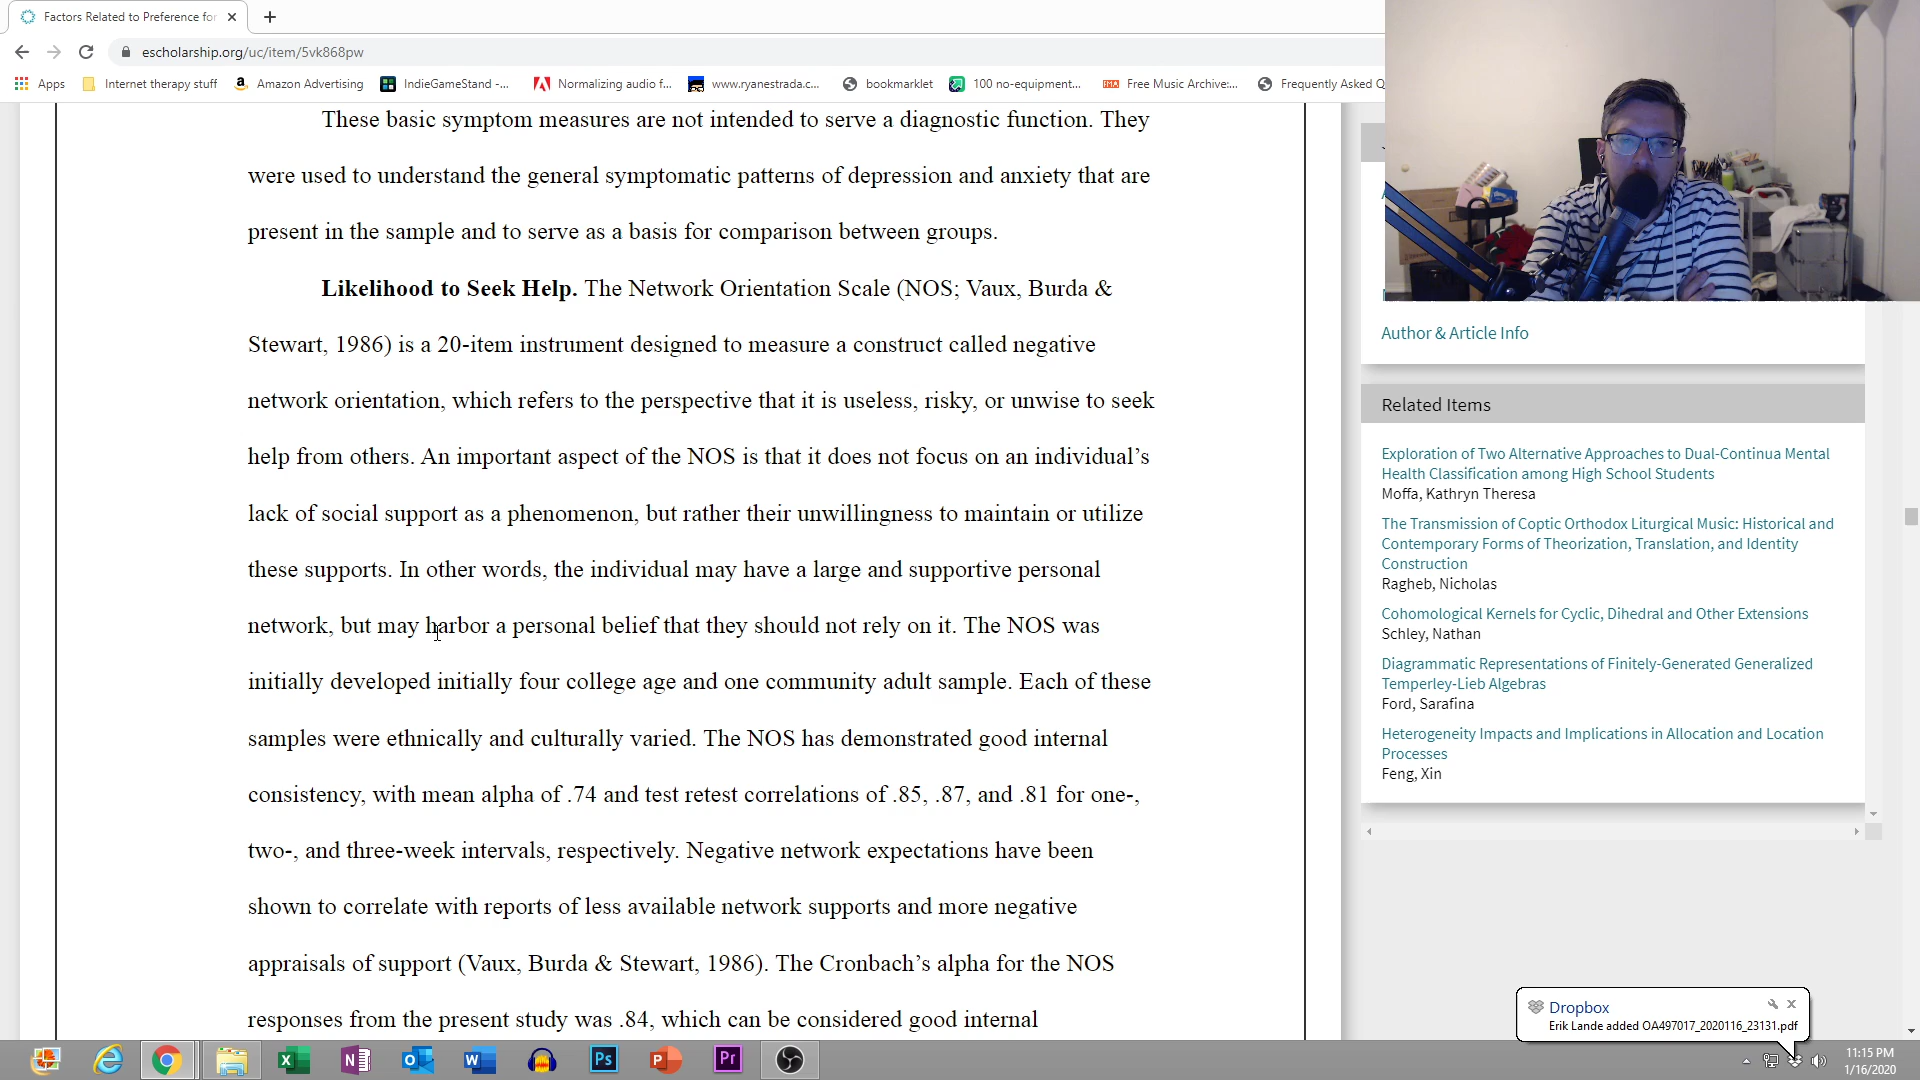 Factors Related to Preference for
escholarship.org/uc/item/5vk868pw
Apps
Internet therapy stuff
Amazon Advertising
IndieGameStand -...
Normalizing audio f...
www.ryanestrada.c...
bookmarklet
100 no-equipment...
Free Music Archive:...
Frequently Asked Q
These basic symptom measures are not intended to serve a diagnostic function. They
were used to understand the general symptomatic patterns of depression and anxiety that are
present in the sample and to serve as a basis for comparison between groups.
Likelihood to Seek Help. The Network Orientation Scale (NOS; Vaux, Burda &
Stewart, 1986) is a 20-item instrument designed to measure a construct called negative
network orientation, which refers to the perspective that it is useless, risky, or unwise to seek
help from others. An important aspect of the NOS is that it does not focus on an individual’s
lack of social support as a phenomenon, but rather their unwillingness to maintain or utilize
these supports. In other words, the individual may have a large and supportive personal
network, but may harbor a personal belief that they should not rely on it. The NOS was
initially developed initially four college age and one community adult sample. Each of these
samples were ethnically and culturally varied. The NOS has demonstrated good internal
consistency, with mean alpha of .74 and test retest correlations of .85, .87, and .81 for one-,
two-, and three-week intervals, respectively. Negative network expectations have been
shown to correlate with reports of less available network supports and more negative
appraisals of support (Vaux, Burda & Stewart, 1986). The Cronbach’s alpha for the NOS
responses from the present study was .84, which can be considered good internal
Author & Article Info
Related Items
Exploration of Two Alternative Approaches to Dual-Continua Mental
Health Classification among High School Students
Moffa, Kathryn Theresa
The Transmission of Coptic Orthodox Liturgical Music: Historical and
Contemporary Forms of Theorization, Translation, and Identity
Construction
Ragheb, Nicholas
Cohomological Kernels for Cyclic, Dihedral and Other Extensions
Schley, Nathan
Diagrammatic Representations of Finitely-Generated Generalized
Temperley-Lieb Algebras
Ford, Sarafina
Heterogeneity Impacts and Implications in Allocation and Location
Processes
Feng, Xin
Dropbox
Erik Lande added OA497017_2020116_23131.pdf
Ps
Pr
11:15 PM
1/16/2020